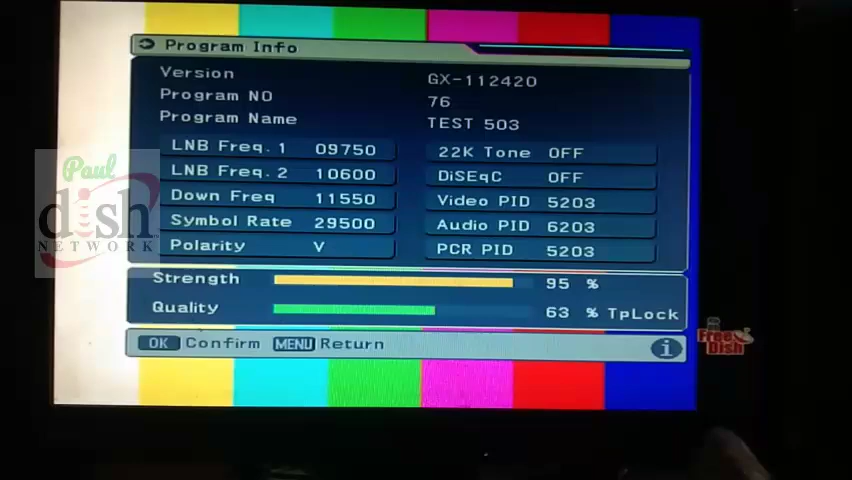 Program Info
Version GX-112420
Program NO 76
Program Name TEST 503
LNB Freq. 1 09750 22K Tone OFF
LNB Freq. 2 10600 DiSEqC OFF
Down Freq 11550 Video PID 5203
Symbol Rate 29500 Audio PID 6203
Polarity V PCR PID 5203
Strength 95 %
Quality 63 % TpLock
OK Confirm MENU Return i
Paul
dish
NETWORK
Free
Dish